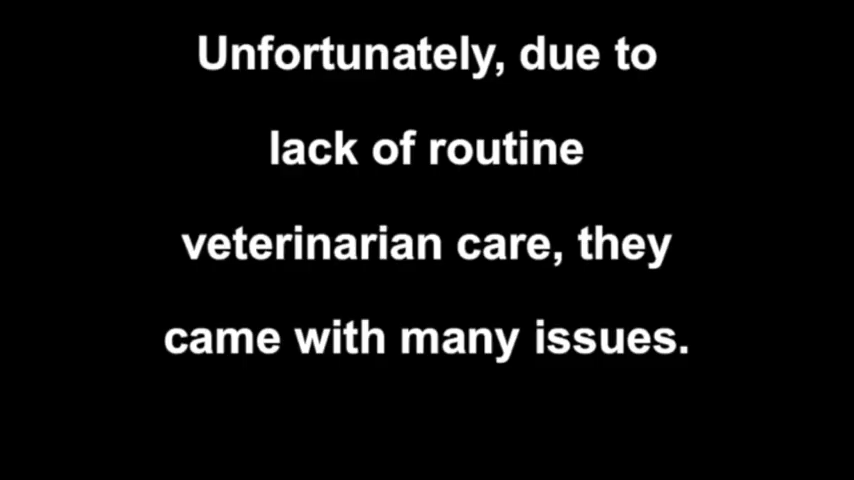 Unfortunately, due to
lack of routine
veterinarian care, they
came with many issues.